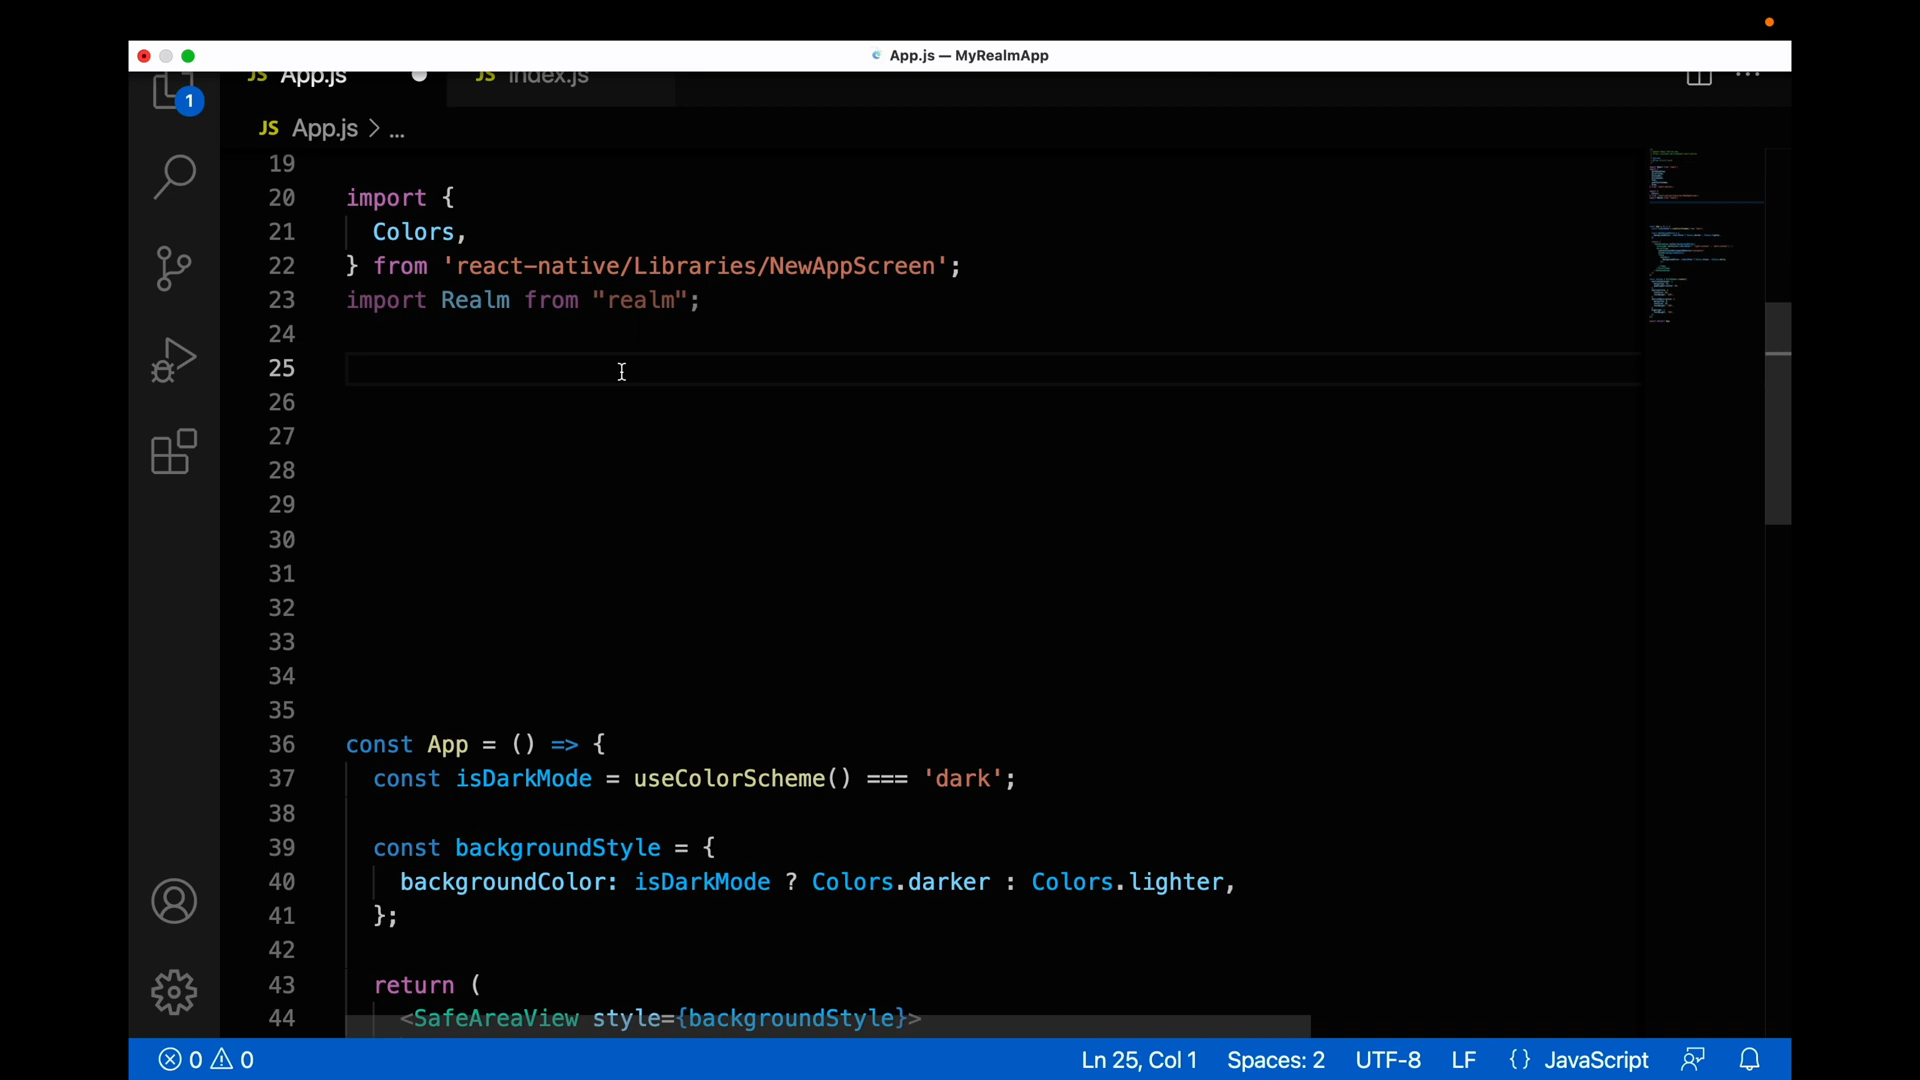 App.js — MyRealmApp
JS App.js
JS index.js
1
JS App.js > ...
19
20 import {
21 Colors,
22 } from 'react-native/Libraries/NewAppScreen';
23 import Realm from "realm";
24
25
26
27
28
29
30
31
32
33
34
35
36 const App = () => {
37 const isDarkMode = useColorScheme() === 'dark';
38
39 const backgroundStyle = {
40 backgroundColor: isDarkMode ? Colors.darker : Colors.lighter,
41 };
42
43 return (
44 <SafeAreaView style={backgroundStyle}>
0 0 Ln 25, Col 1 Spaces: 2 UTF-8 LF {} JavaScript